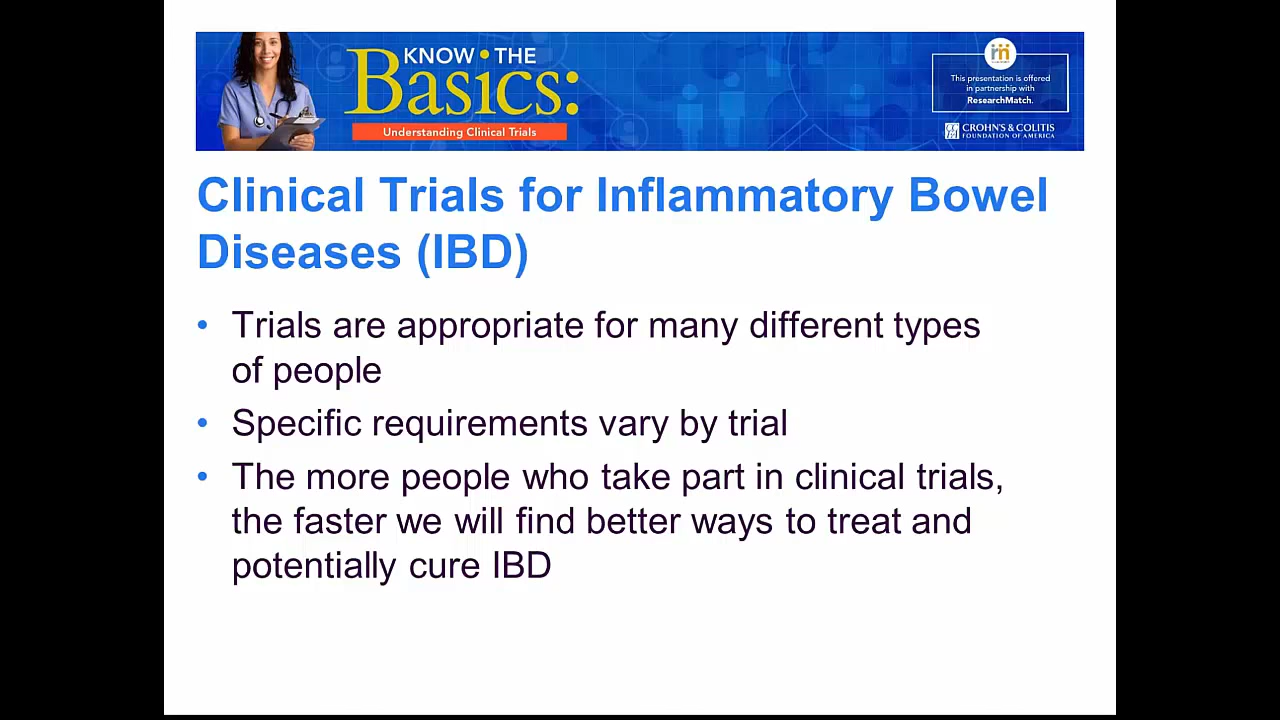 KNOW THE
Basics:
Understanding Clinical Trials
This presentation is offered
in partnership with
ResearchMatch.
CROHN'S & COLITIS
FOUNDATION OF AMERICA
Clinical Trials for Inflammatory Bowel
Diseases (IBD)
• Trials are appropriate for many different types
of people
• Specific requirements vary by trial
• The more people who take part in clinical trials,
the faster we will find better ways to treat and
potentially cure IBD